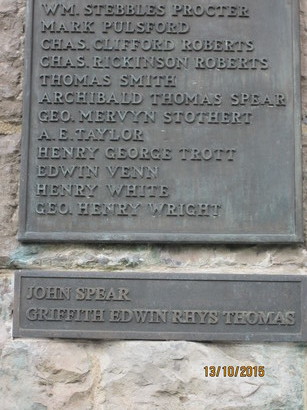 WM. STEBBLES PROCTER
MARK PULSFORD
CHAS. CLIFFORD ROBERTS
CHAS. RICKINSON ROBERTS
THOMAS SMITH
ARCHIBALD THOMAS SPEAR
GEO. MERVYN STOTHERT
A. E. TAYLOR
HENRY GEORGE TROTT
EDWIN VENN
HENRY WHITE
GEO. HENRY WRIGHT
JOHN SPEAR
GRIFFITH EDWIN RHYS THOMAS
13/10/2015